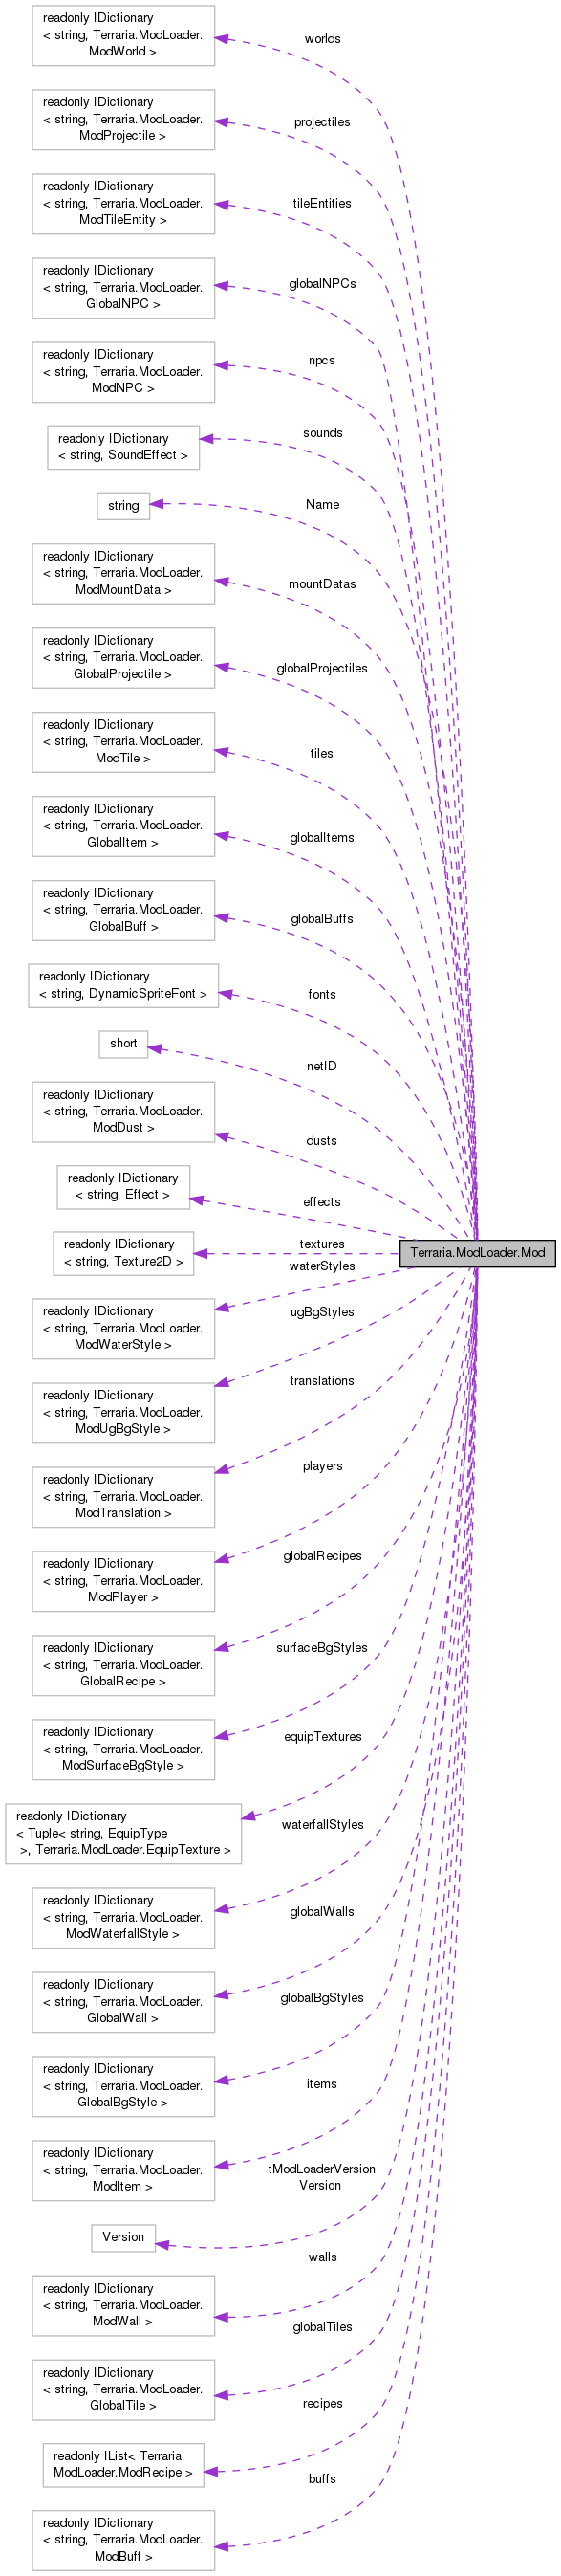 readonly IDictionary
< string, Terraria.ModLoader.
ModWorld >
worlds
readonly IDictionary
< string, Terraria.ModLoader.
ModProjectile >
projectiles
readonly IDictionary
< string, Terraria.ModLoader.
ModTileEntity >
tileEntities
readonly IDictionary
< string, Terraria.ModLoader.
GlobalNPC >
globalNPCs
readonly IDictionary
< string, Terraria.ModLoader.
ModNPC >
npcs
readonly IDictionary
< string, SoundEffect >
sounds
string
Name
readonly IDictionary
< string, Terraria.ModLoader.
ModMountData >
mountDatas
readonly IDictionary
< string, Terraria.ModLoader.
GlobalProjectile >
globalProjectiles
readonly IDictionary
< string, Terraria.ModLoader.
ModTile >
tiles
readonly IDictionary
< string, Terraria.ModLoader.
GlobalItem >
globalItems
readonly IDictionary
< string, Terraria.ModLoader.
GlobalBuff >
globalBuffs
readonly IDictionary
< string, DynamicSpriteFont >
fonts
short
netID
readonly IDictionary
< string, Terraria.ModLoader.
ModDust >
dusts
readonly IDictionary
< string, Effect >
effects
readonly IDictionary
< string, Texture2D >
textures
Terraria.ModLoader.Mod
readonly IDictionary
< string, Terraria.ModLoader.
ModWaterStyle >
waterStyles
readonly IDictionary
< string, Terraria.ModLoader.
ModUgBgStyle >
ugBgStyles
readonly IDictionary
< string, Terraria.ModLoader.
ModTranslation >
translations
readonly IDictionary
< string, Terraria.ModLoader.
ModPlayer >
players
readonly IDictionary
< string, Terraria.ModLoader.
GlobalRecipe >
globalRecipes
readonly IDictionary
< string, Terraria.ModLoader.
ModSurfaceBgStyle >
surfaceBgStyles
readonly IDictionary
< Tuple< string, EquipType
>, Terraria.ModLoader.EquipTexture >
equipTextures
readonly IDictionary
< string, Terraria.ModLoader.
ModWaterfallStyle >
waterfallStyles
readonly IDictionary
< string, Terraria.ModLoader.
GlobalWall >
globalWalls
readonly IDictionary
< string, Terraria.ModLoader.
GlobalBgStyle >
globalBgStyles
readonly IDictionary
< string, Terraria.ModLoader.
ModItem >
items
Version
tModLoaderVersion
Version
readonly IDictionary
< string, Terraria.ModLoader.
ModWall >
walls
readonly IDictionary
< string, Terraria.ModLoader.
GlobalTile >
globalTiles
readonly IList< Terraria.
ModLoader.ModRecipe >
recipes
readonly IDictionary
< string, Terraria.ModLoader.
ModBuff >
buffs